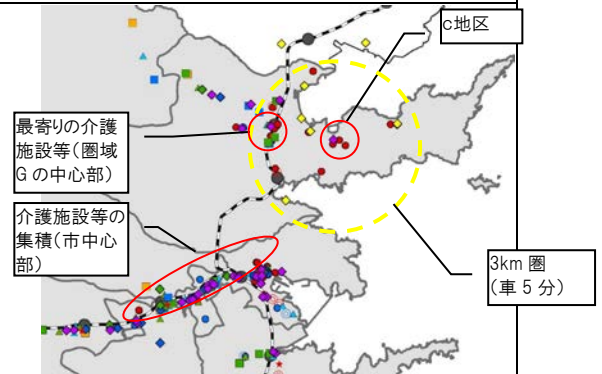 c地区
最寄りの介護
施設等(圏域
G の中心部)
介護施設等の
集積(市中心
部)
3km 圏
(車 5 分)